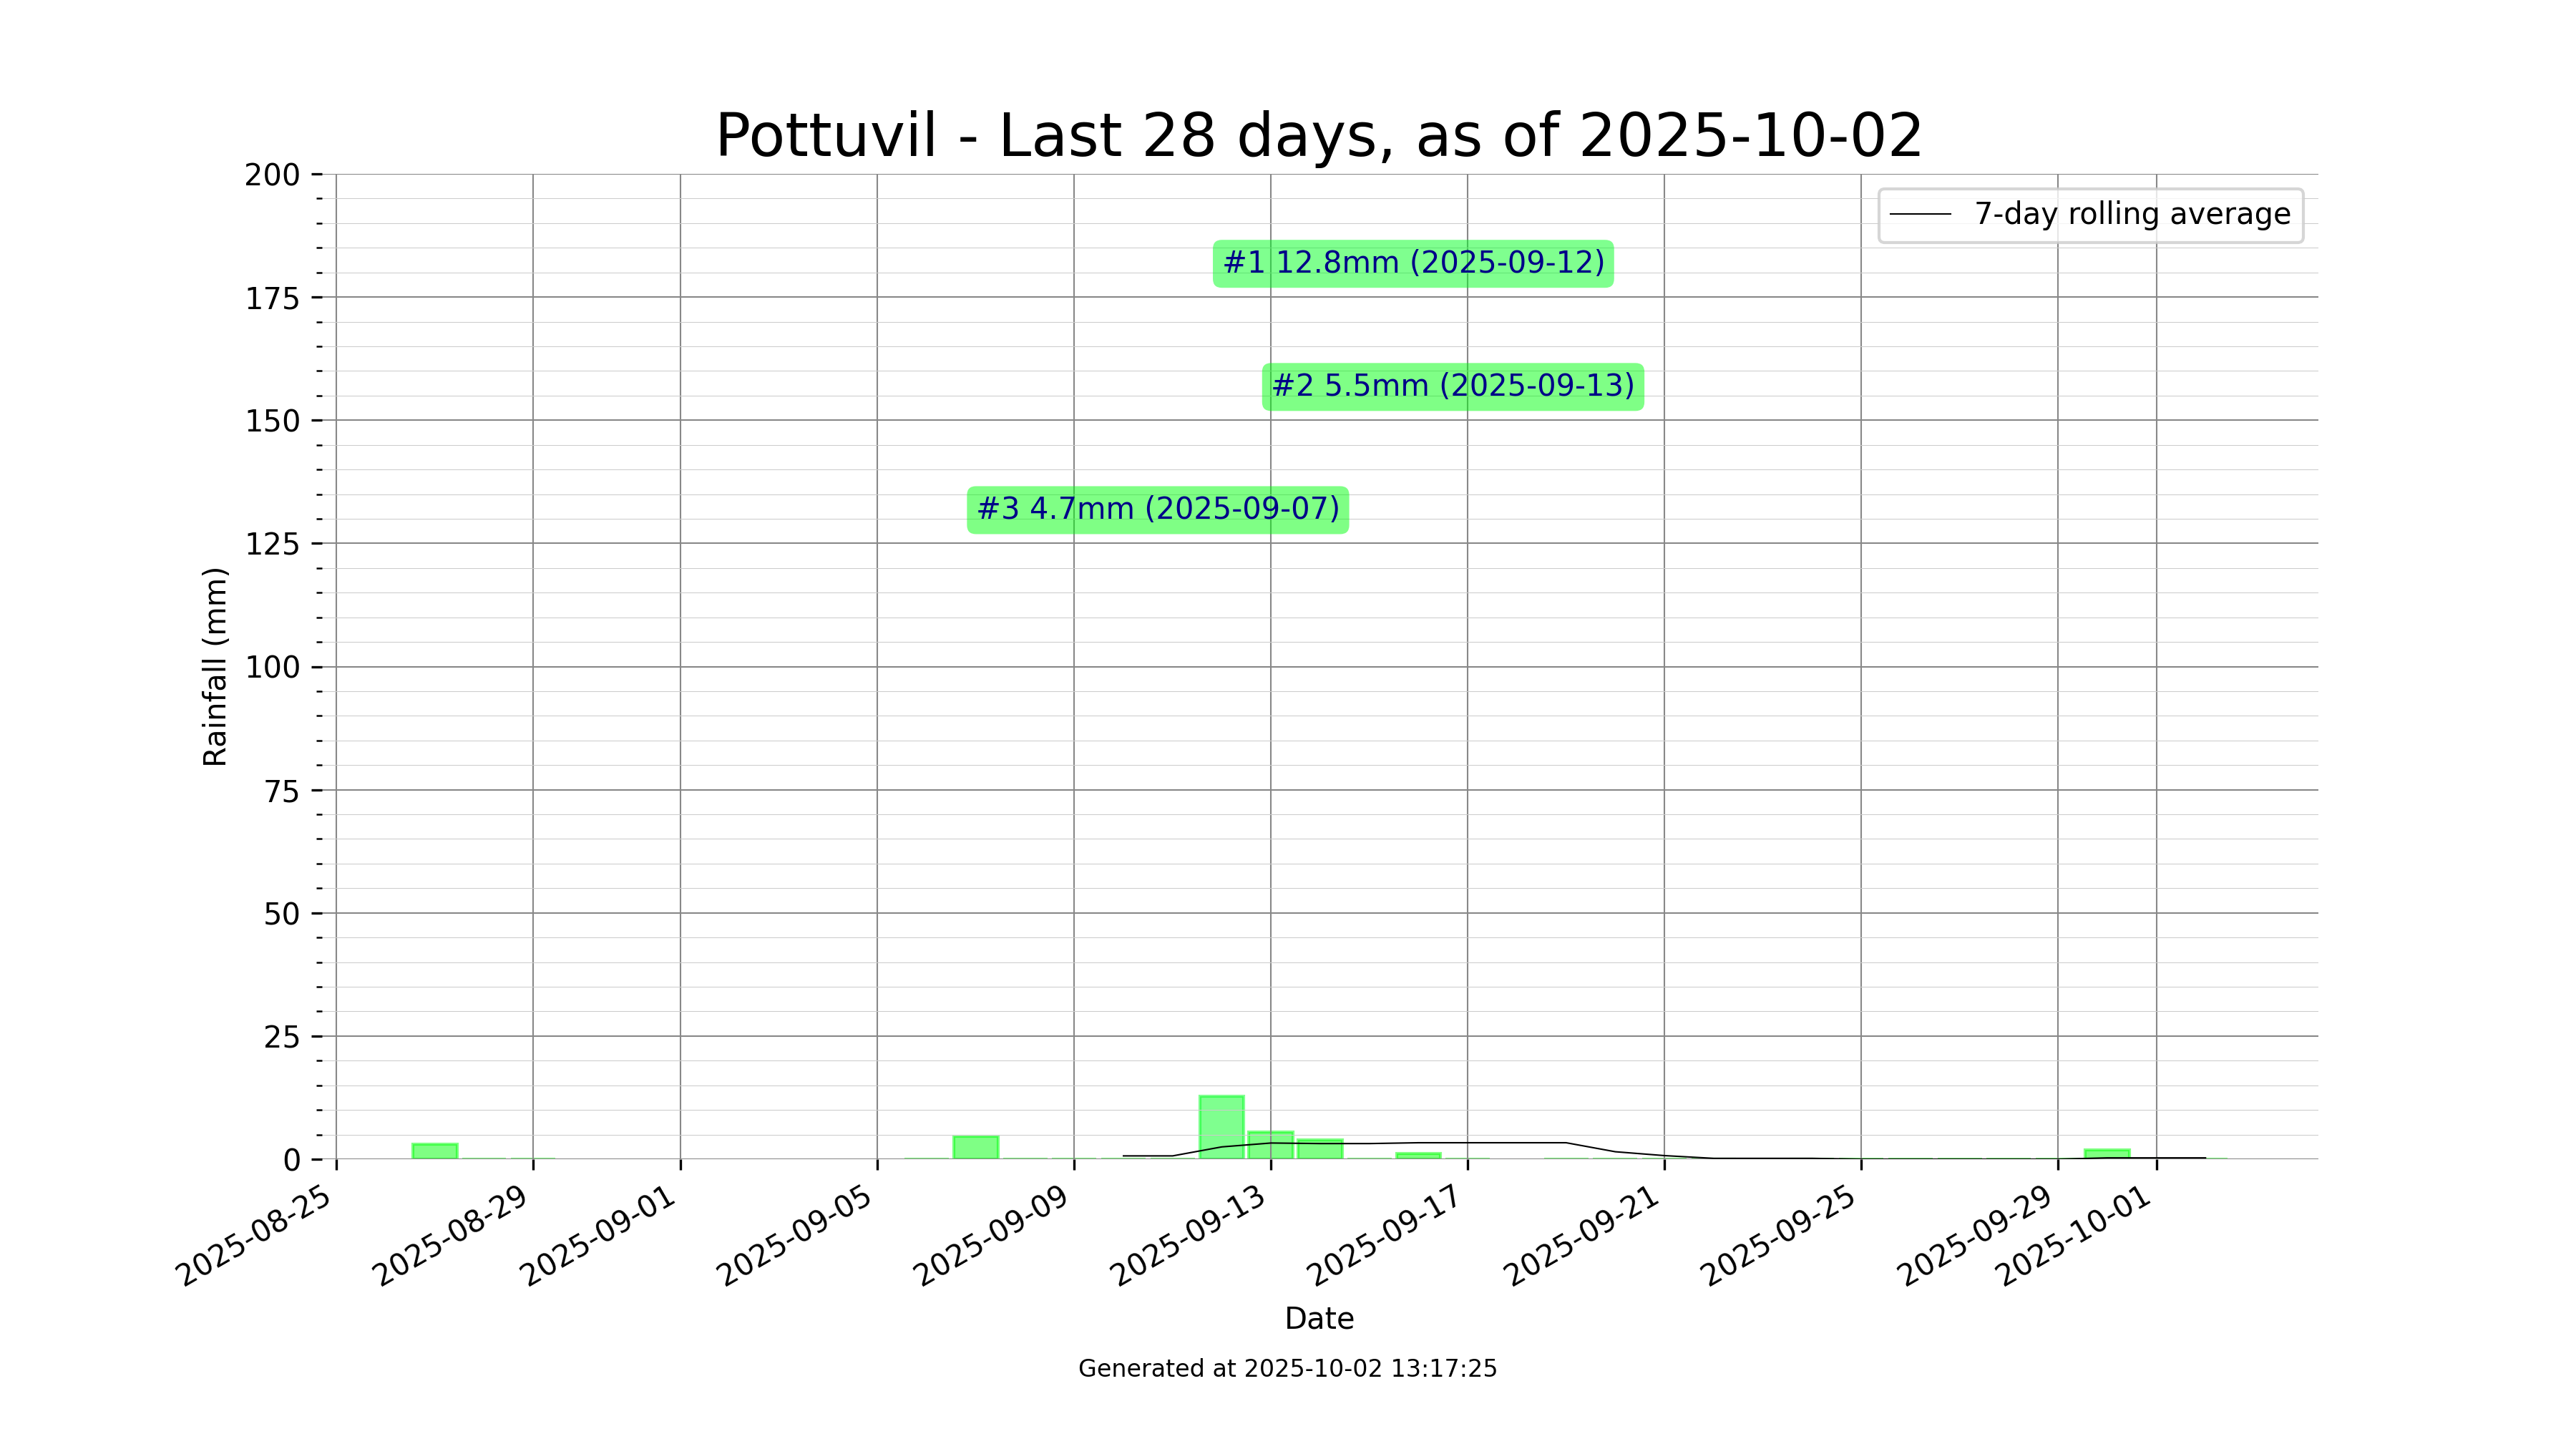 Pottuvil - Last 28 days, as of 2025-10-02
200
175
150
125
100
75
50
25
0
Rainfall (mm)
7-day rolling average
#1 12.8mm (2025-09-12)
#2 5.5mm (2025-09-13)
#3 4.7mm (2025-09-07)
2025-08-25
2025-08-29
2025-09-01
2025-09-05
2025-09-09
2025-09-13
2025-09-17
2025-09-21
2025-09-25
2025-09-29
2025-10-01
Date
Generated at 2025-10-02 13:17:25